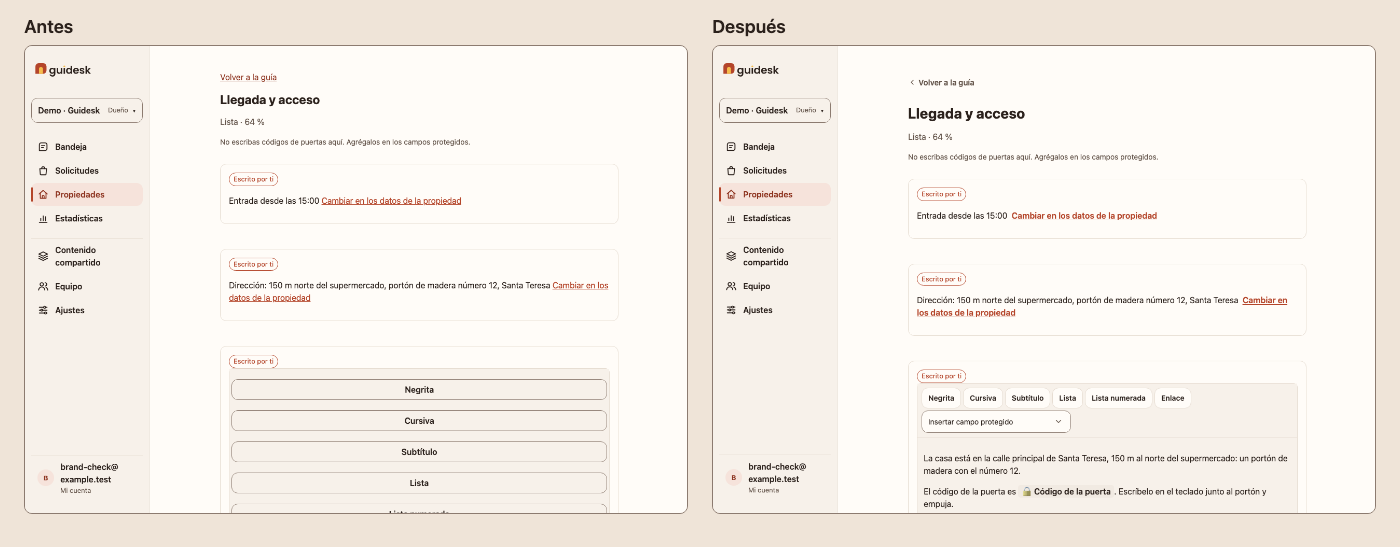 Antes
guidesk
Demo · Guidesk Dueño
Bandeja
Solicitudes
Propiedades
Estadísticas
Contenido
compartido
Equipo
Ajustes
B
brand-check@
example.test
Mi cuenta
Volver a la guía
Llegada y acceso
Lista · 64 %
No escribas códigos de puertas aquí. Agrégalos en los campos protegidos.
Escrito por ti
Entrada desde las 15:00 Cambiar en los datos de la propiedad
Escrito por ti
Dirección: 150 m norte del supermercado, portón de madera número 12, Santa Teresa Cambiar en los
datos de la propiedad
Escrito por ti
Negrita
Cursiva
Subtítulo
Lista
Lista numerada
Después
guidesk
Demo · Guidesk Dueño
Bandeja
Solicitudes
Propiedades
Estadísticas
Contenido
compartido
Equipo
Ajustes
B
brand-check@
example.test
Mi cuenta
Volver a la guía
Llegada y acceso
Lista · 64 %
No escribas códigos de puertas aquí. Agrégalos en los campos protegidos.
Escrito por ti
Entrada desde las 15:00 Cambiar en los datos de la propiedad
Escrito por ti
Dirección: 150 m norte del supermercado, portón de madera número 12, Santa Teresa Cambiar en
los datos de la propiedad
Escrito por ti
Negrita Cursiva Subtítulo Lista Lista numerada Enlace
Insertar campo protegido
La casa está en la calle principal de Santa Teresa, 150 m al norte del supermercado: un portón de
madera con el número 12.
El código de la puerta es 🔒 Código de la puerta . Escríbelo en el teclado junto al portón y
empuja.